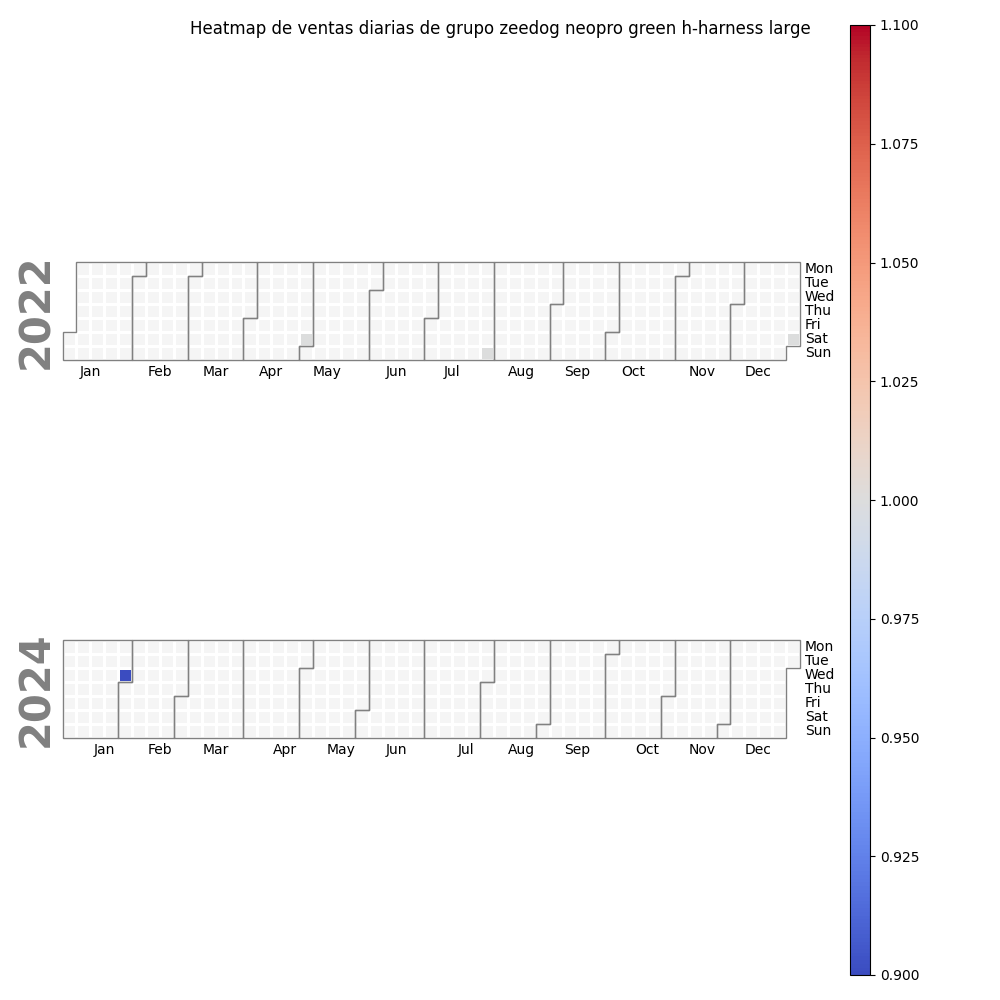 Heatmap de ventas diarias de grupo zeedog neopro green h-harness large
2022
Mon
Tue
Wed
Thu
Fri
Sat
Sun
Jan Feb Mar Apr May Jun Jul Aug Sep Oct Nov Dec
2024
Mon
Tue
Wed
Thu
Fri
Sat
Sun
Jan Feb Mar Apr May Jun Jul Aug Sep Oct Nov Dec
1.100
1.075
1.050
1.025
1.000
0.975
0.950
0.925
0.900